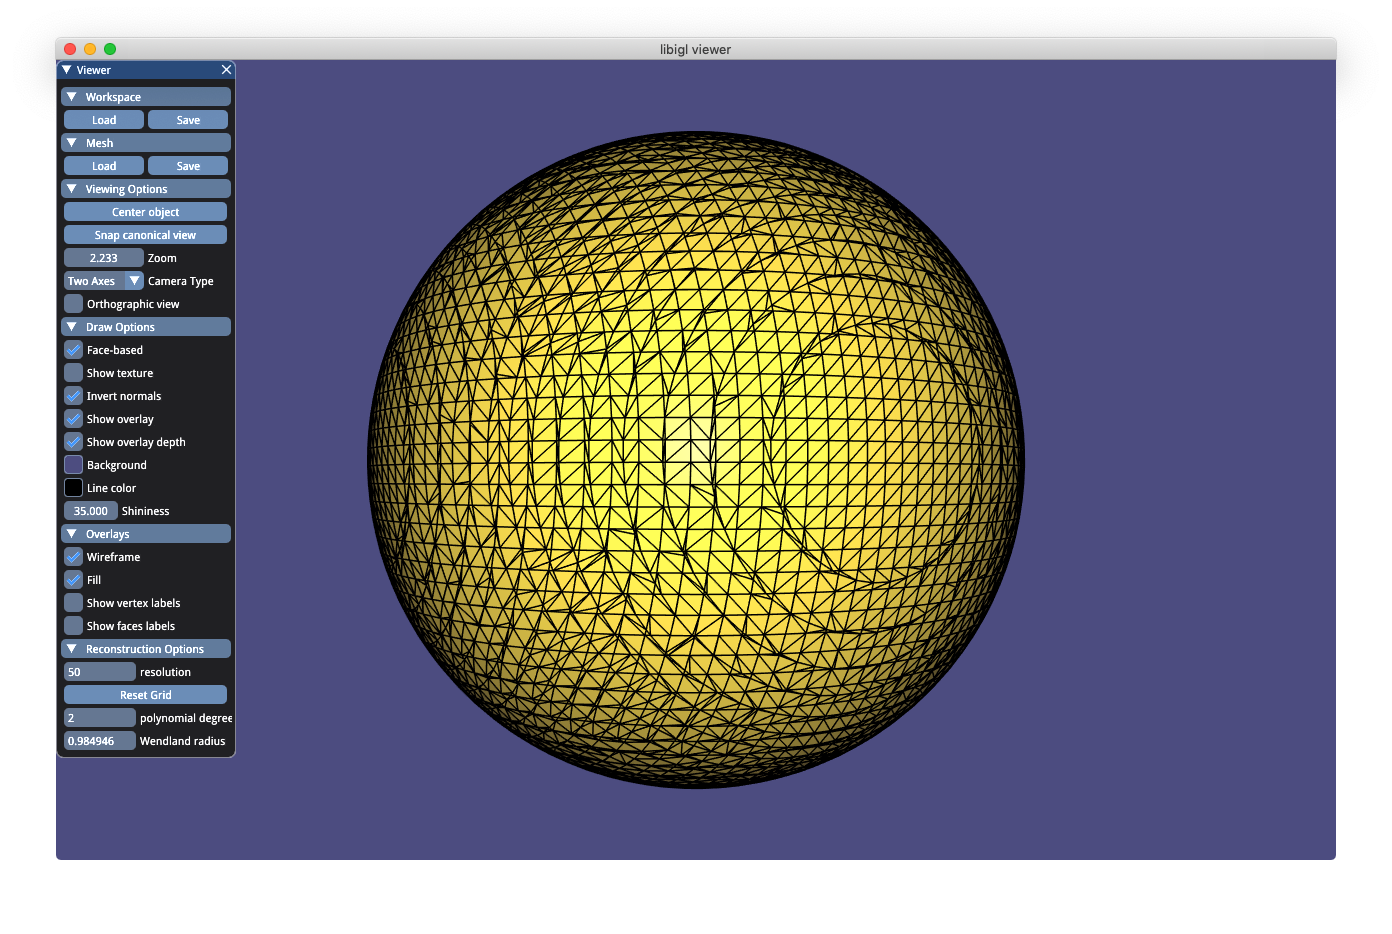 libigl viewer
Viewer
Workspace
Load Save
Mesh
Load Save
Viewing Options
Center object
Snap canonical view
2.233 Zoom
Two Axes Camera Type
Orthographic view
Draw Options
Face-based
Show texture
Invert normals
Show overlay
Show overlay depth
Background
Line color
35.000 Shininess
Overlays
Wireframe
Fill
Show vertex labels
Show faces labels
Reconstruction Options
50 resolution
Reset Grid
2 polynomial degree
0.984946 Wendland radius